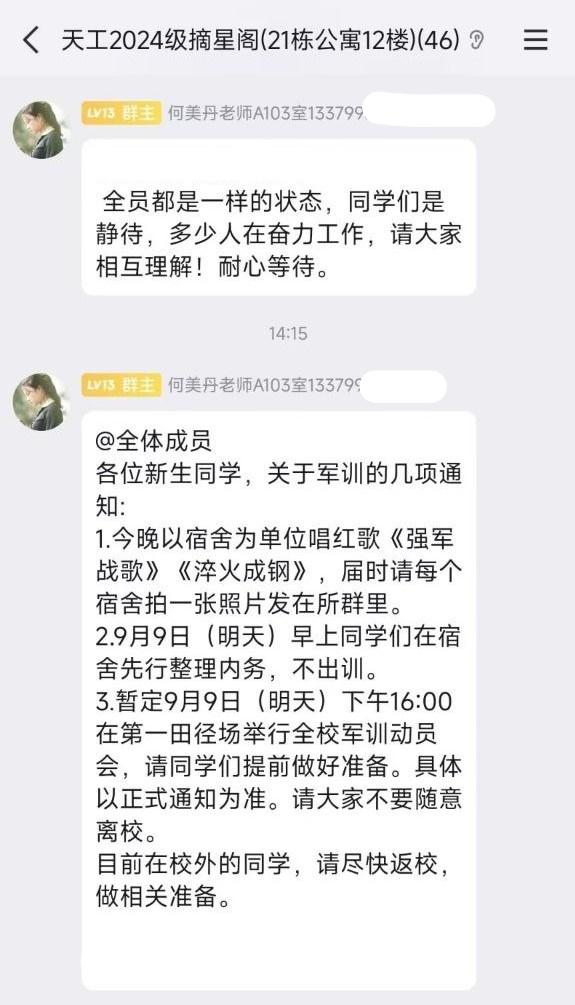 天工2024级摘星阁(21栋公寓12楼)(46)
LV13 群主 何美丹老师A103室133799
全员都是一样的状态，同学们是
静待，多少人在奋力工作，请大家
相互理解！耐心等待。
14:15
LV13 群主 何美丹老师A103室133799
@全体成员
各位新生同学，关于军训的几项通
知:
1.今晚以宿舍为单位唱红歌《强军
战歌》《淬火成钢》，届时请每个
宿舍拍一张照片发在所群里。
2.9月9日（明天）早上同学们在宿
舍先行整理内务，不出训。
3.暂定9月9日（明天）下午16:00
在第一田径场举行全校军训动员
会，请同学们提前做好准备。具体
以正式通知为准。请大家不要随意
离校。
目前在校外的同学，请尽快返校，
做相关准备。